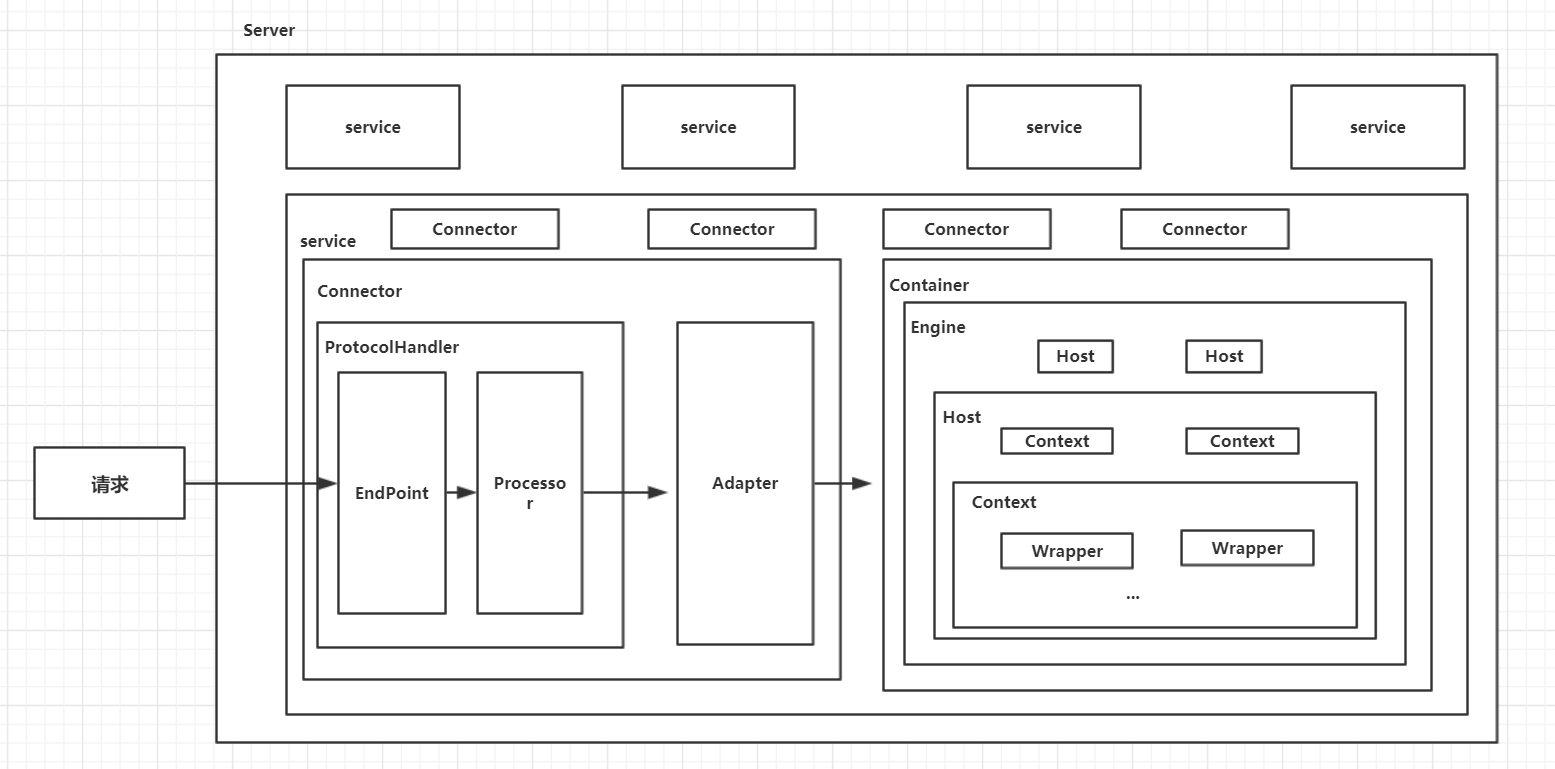 Server
service
service
service
service
service
Connector
Connector
Connector
Connector
Connector
ProtocolHandler
请求
EndPoint
Processo
r
Adapter
Container
Engine
Host
Host
Host
Context
Context
Context
Wrapper
Wrapper
...